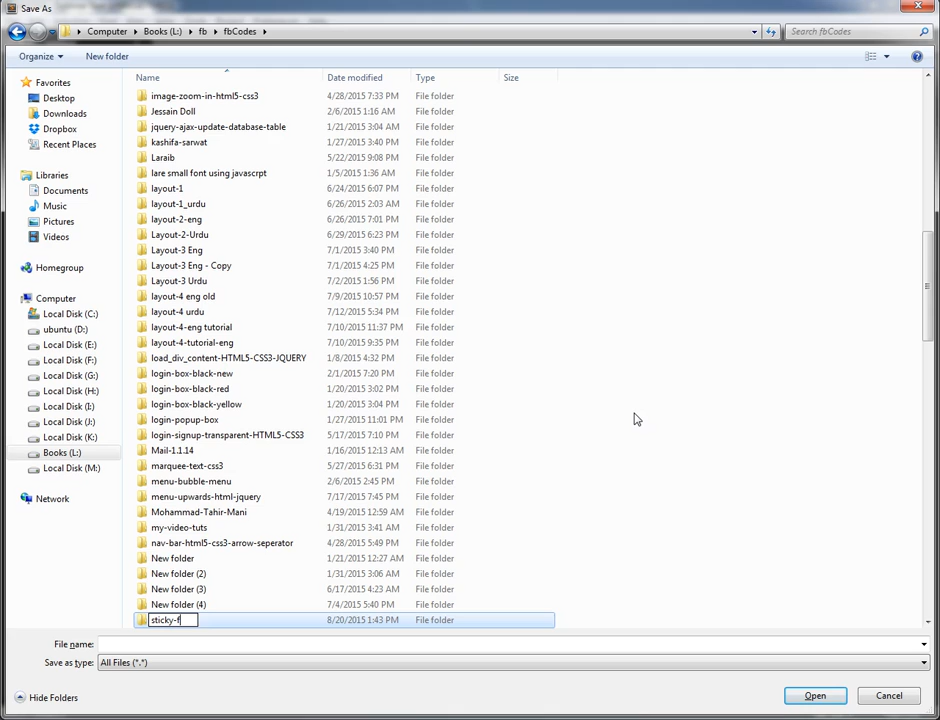 Save As
Computer Books (L:) fb fbCodes Search fbCodes
Organize New folder
Name Date modified Type Size
Favorites
Desktop
Downloads
Dropbox
Recent Places
Libraries
Documents
Music
Pictures
Videos
Homegroup
Computer
Local Disk (C:)
ubuntu (D:)
Local Disk (E:)
Local Disk (F:)
Local Disk (G:)
Local Disk (H:)
Local Disk (I:)
Local Disk (J:)
Local Disk (K:)
Books (L:)
Local Disk (M:)
Network
image-zoom-in-html5-css3 4/28/2015 7:33 PM File folder
Jessain Doll 2/6/2015 1:16 AM File folder
jquery-ajax-update-database-table 1/21/2015 3:04 AM File folder
kashifa-sarwat 1/27/2015 3:40 PM File folder
Laraib 5/22/2015 9:08 PM File folder
lare small font using javascrpt 1/5/2015 1:36 AM File folder
layout-1 6/24/2015 6:07 PM File folder
layout-1_urdu 6/26/2015 2:03 AM File folder
layout-2-eng 6/26/2015 7:01 PM File folder
Layout-2-Urdu 6/29/2015 6:23 PM File folder
Layout-3 Eng 7/1/2015 3:40 PM File folder
Layout-3 Eng - Copy 7/1/2015 4:25 PM File folder
Layout-3 Urdu 7/2/2015 1:56 PM File folder
layout-4 eng old 7/9/2015 10:57 PM File folder
layout-4 urdu 7/12/2015 5:34 PM File folder
layout-4-eng tutorial 7/10/2015 11:37 PM File folder
layout-4-tutorial-eng 7/10/2015 9:35 PM File folder
load_div_content-HTML5-CSS3-JQUERY 1/8/2015 4:32 PM File folder
login-box-black-new 2/1/2015 7:20 PM File folder
login-box-black-red 1/20/2015 3:02 PM File folder
login-box-black-yellow 1/20/2015 3:04 PM File folder
login-popup-box 1/27/2015 11:01 PM File folder
login-signup-transparent-HTML5-CSS3 5/17/2015 7:10 PM File folder
Mail-1.1.14 1/16/2015 12:13 AM File folder
marquee-text-css3 5/27/2015 6:31 PM File folder
menu-bubble-menu 2/6/2015 2:45 PM File folder
menu-upwards-html-jquery 7/17/2015 7:45 PM File folder
Mohammad-Tahir-Mani 4/19/2015 12:59 AM File folder
my-video-tuts 1/31/2015 3:41 AM File folder
nav-bar-html5-css3-arrow-seperator 4/28/2015 5:49 PM File folder
New folder 1/21/2015 12:27 AM File folder
New folder (2) 1/31/2015 3:06 AM File folder
New folder (3) 6/17/2015 4:23 AM File folder
New folder (4) 7/4/2015 5:40 PM File folder
sticky-f 8/20/2015 1:43 PM File folder
File name:
Save as type: All Files (*.*)
Hide Folders Open Cancel